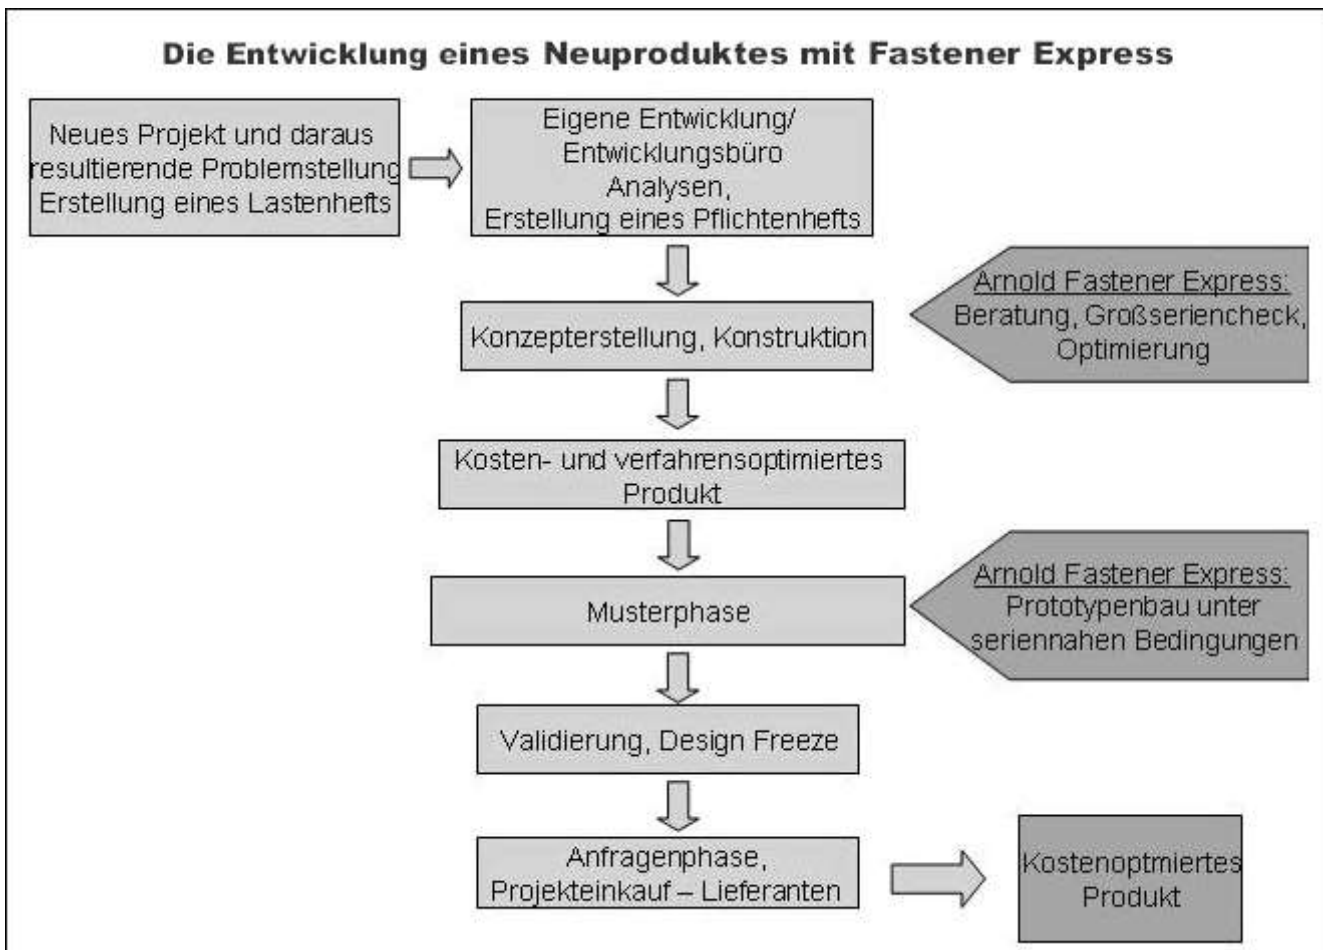 Die Entwicklung eines Neuproduktes mit Fastener Express
Neues Projekt und daraus
resultierende Problemstellung
Erstellung eines Lastenhefts
Eigene Entwicklung/
Entwicklungsbüro
Analysen,
Erstellung eines Pflichtenhefts
Arnold Fastener Express:
Beratung, Großseriencheck,
Optimierung
Konzepterstellung, Konstruktion
Kosten- und verfahrensoptimiertes
Produkt
Arnold Fastener Express:
Prototypenbau unter
seriennahen Bedingungen
Musterphase
Validierung, Design Freeze
Anfragenphase,
Projekteinkauf – Lieferanten
Kostenoptmiertes
Produkt